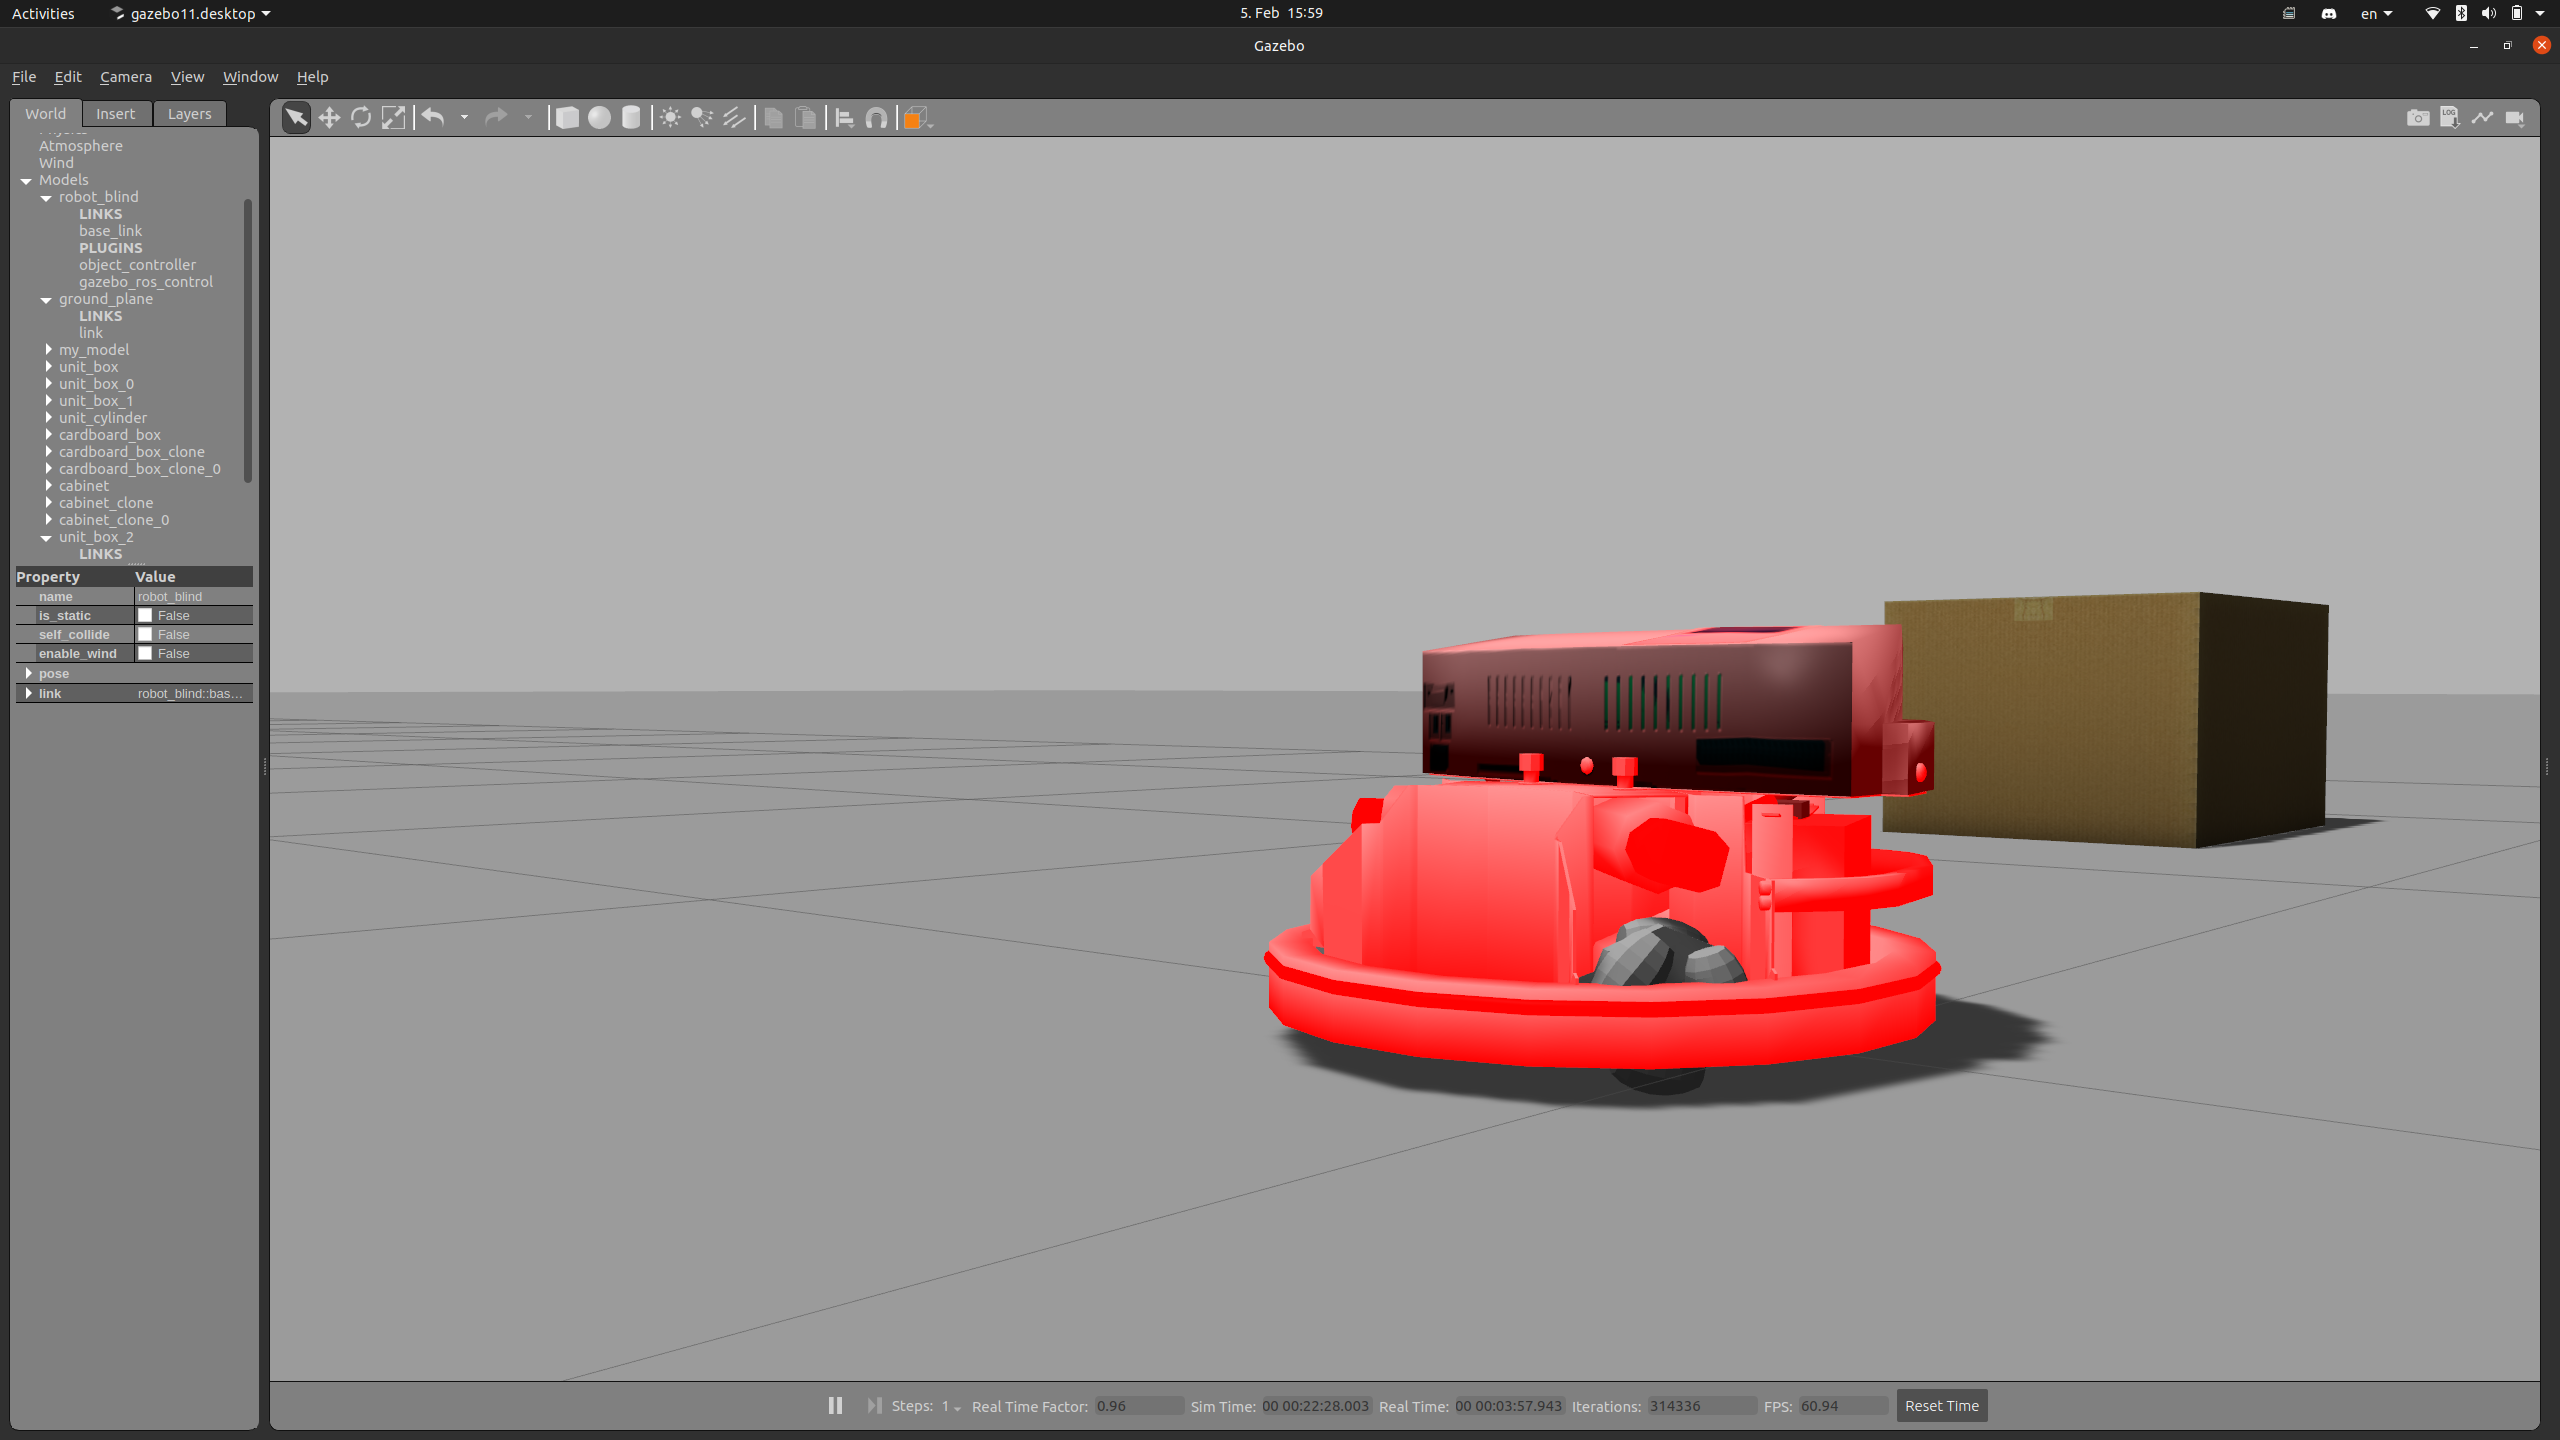 Activities gazebo11.desktop 5. Feb 15:59 en
Gazebo
File Edit Camera View Window Help
World Insert Layers
Atmosphere
Wind
Models
robot_blind
LINKS
base_link
PLUGINS
object_controller
gazebo_ros_control
ground_plane
LINKS
link
my_model
unit_box
unit_box_0
unit_box_1
unit_cylinder
cardboard_box
cardboard_box_clone
cardboard_box_clone_0
cabinet
cabinet_clone
cabinet_clone_0
unit_box_2
LINKS
Property Value
name robot_blind
is_static False
self_collide False
enable_wind False
pose
link robot_blind::bas...
LOG
Steps: 1 Real Time Factor: 0.96 Sim Time: 00 00:22:28.003 Real Time: 00 00:03:57.943 Iterations: 314336 FPS: 60.94 Reset Time